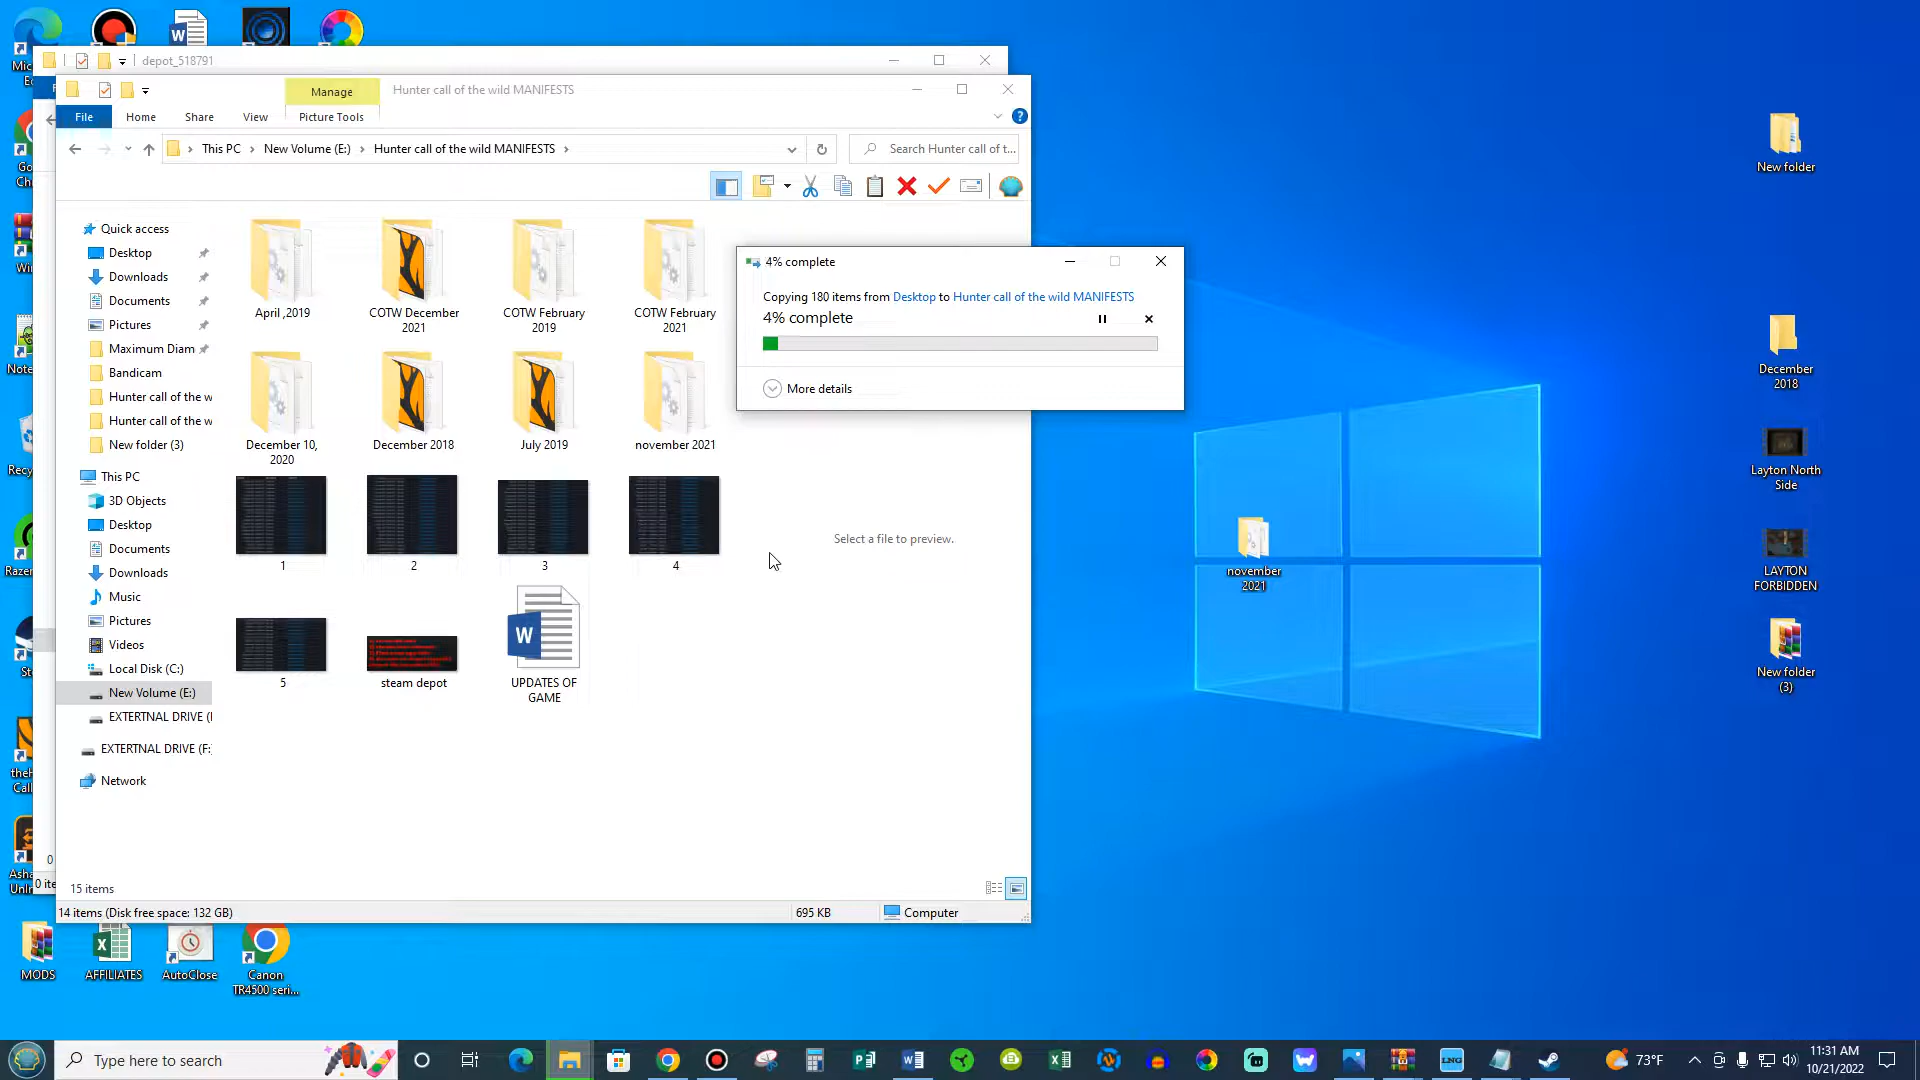 depot_518791
Manage
Hunter call of the wild MANIFESTS
File
Home
Share
View
Picture Tools
This PC
New Volume (E:)
Hunter call of the wild MANIFESTS
Search Hunter call of t...
Quick access
Desktop
Downloads
Documents
Pictures
Maximum Diam
Bandicam
Hunter call of the w
Hunter call of the w
New folder (3)
This PC
3D Objects
Desktop
Documents
Downloads
Music
Pictures
Videos
Local Disk (C:)
New Volume (E:)
EXTERTNAL DRIVE (
EXTERTNAL DRIVE (F:
Network
April ,2019
COTW December
2021
COTW February
2019
COTW February
2021
December 10,
2020
December 2018
July 2019
november 2021
1
2
3
4
5
steam depot
UPDATES OF
GAME
Select a file to preview.
15 items
14 items (Disk free space: 132 GB)
695 KB
Computer
4% complete
Copying 180 items from Desktop to Hunter call of the wild MANIFESTS
4% complete
More details
New folder
December
2018
Layton North
Side
LAYTON
FORBIDDEN
New folder
(3)
november
2021
MODS
AFFILIATES
AutoClose
Canon
TR4500 seri...
Type here to search
LNG
73°F
11:31 AM
10/21/2022